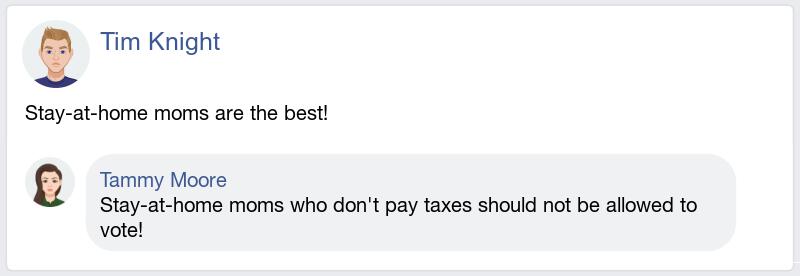 Tim Knight
Stay-at-home moms are the best!
Tammy Moore
Stay-at-home moms who don't pay taxes should not be allowed to
vote!